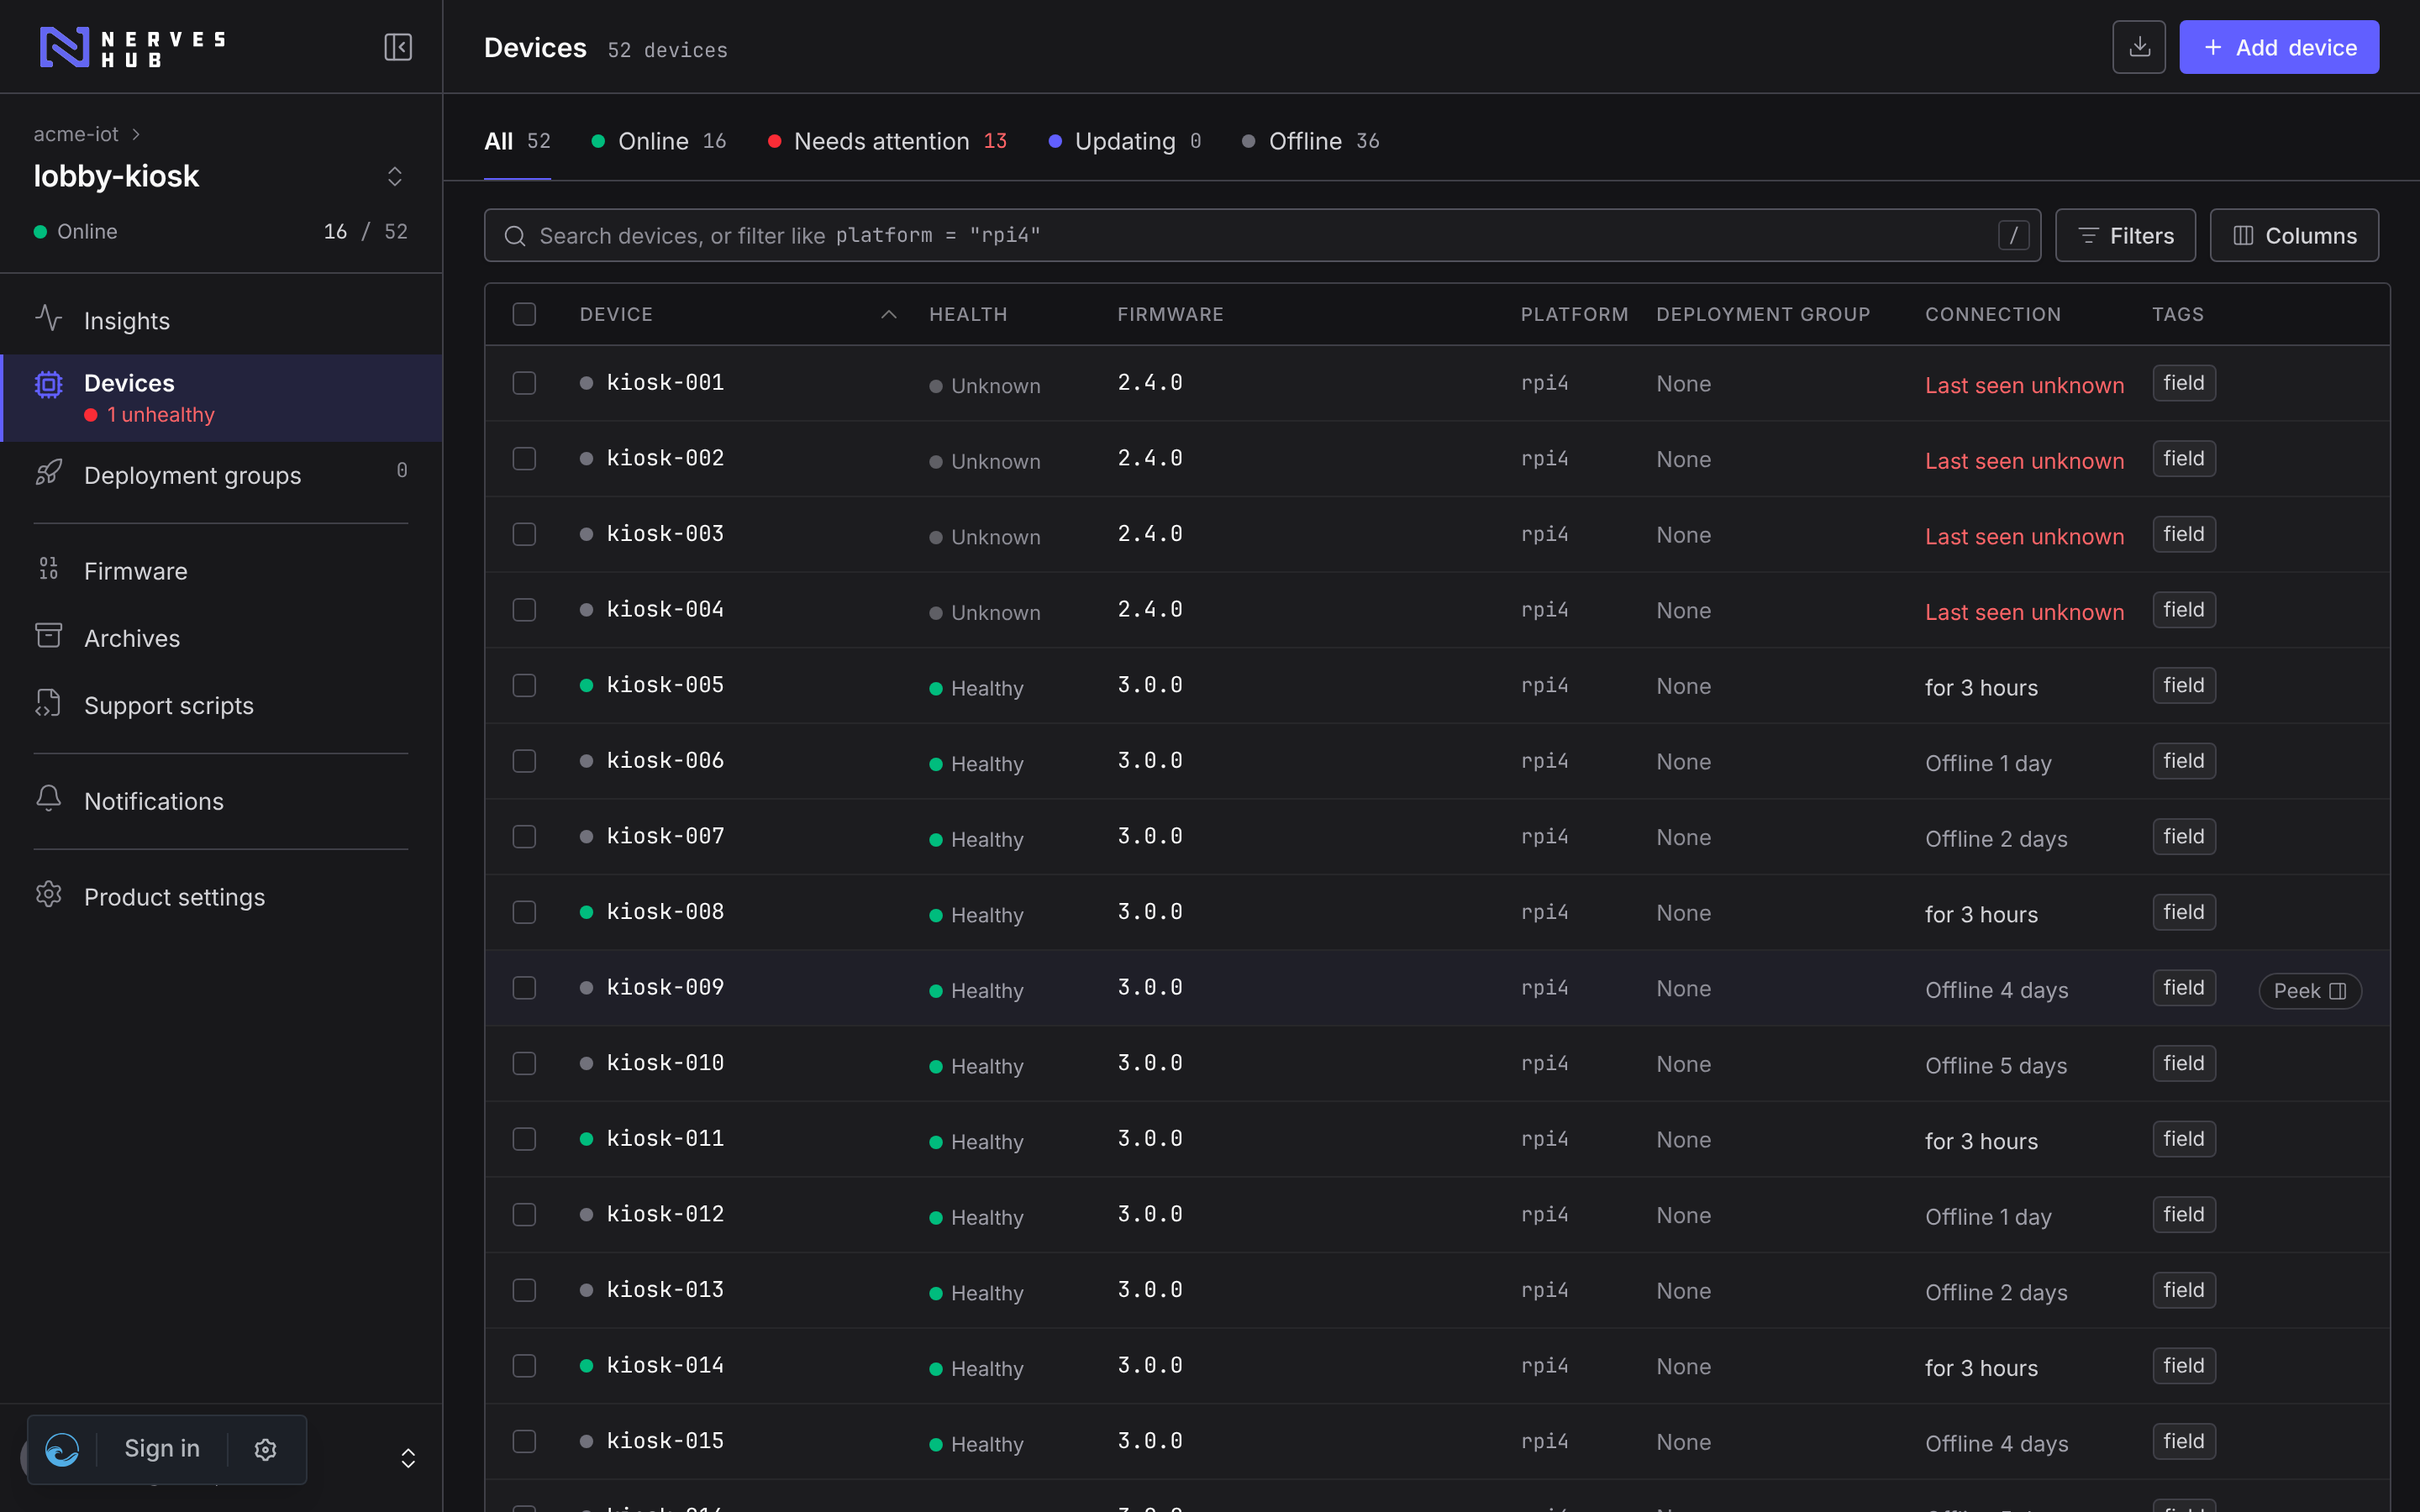 NERVES
HUB
acme-iot
lobby-kiosk
Online 16 / 52
Insights
Devices
1 unhealthy
Deployment groups 0
Firmware
Archives
Support scripts
Notifications
Product settings
Sign in
Devices 52 devices
Add device
All 52 Online 16 Needs attention 13 Updating 0 Offline 36
Search devices, or filter like platform = "rpi4" /
Filters
Columns
DEVICE HEALTH FIRMWARE PLATFORM DEPLOYMENT GROUP CONNECTION TAGS
kiosk-001 Unknown 2.4.0 rpi4 None Last seen unknown field
kiosk-002 Unknown 2.4.0 rpi4 None Last seen unknown field
kiosk-003 Unknown 2.4.0 rpi4 None Last seen unknown field
kiosk-004 Unknown 2.4.0 rpi4 None Last seen unknown field
kiosk-005 Healthy 3.0.0 rpi4 None for 3 hours field
kiosk-006 Healthy 3.0.0 rpi4 None Offline 1 day field
kiosk-007 Healthy 3.0.0 rpi4 None Offline 2 days field
kiosk-008 Healthy 3.0.0 rpi4 None for 3 hours field
kiosk-009 Healthy 3.0.0 rpi4 None Offline 4 days field Peek
kiosk-010 Healthy 3.0.0 rpi4 None Offline 5 days field
kiosk-011 Healthy 3.0.0 rpi4 None for 3 hours field
kiosk-012 Healthy 3.0.0 rpi4 None Offline 1 day field
kiosk-013 Healthy 3.0.0 rpi4 None Offline 2 days field
kiosk-014 Healthy 3.0.0 rpi4 None for 3 hours field
kiosk-015 Healthy 3.0.0 rpi4 None Offline 4 days field